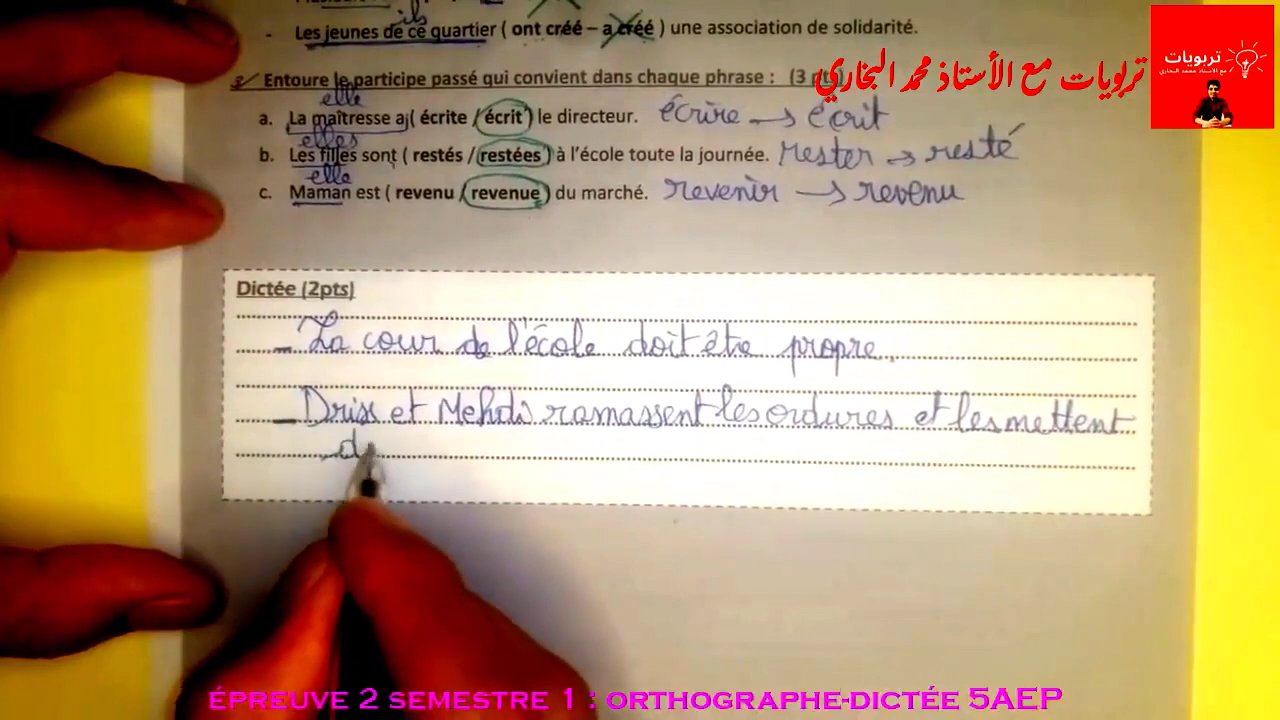 ils
- Les jeunes de ce quartier ( ont créé – a créé ) une association de solidarité.
3/ Entoure le participe passé qui convient dans chaque phrase : (3 pts)
تربويات مع الأستاذ محمد البخاري
تربويات
مع الأستاذ محمد البخاري
elle
a. La maîtresse a ( écrite / écrit ) le directeur. écrire → écrit
elles
b. Les filles sont ( restés / restées ) à l'école toute la journée. rester → resté
elle
c. Maman est ( revenu / revenue ) du marché. revenir → revenu
Dictée (2pts)
- La cour de l'école doit être propre.
- Driss et Mehdi ramassent les ordures et les mettent
d
épreuve 2 semestre 1 : orthographe-dictée 5AEP